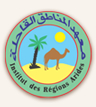 معهد المناطق القاحلة
Institut des Régions Arides